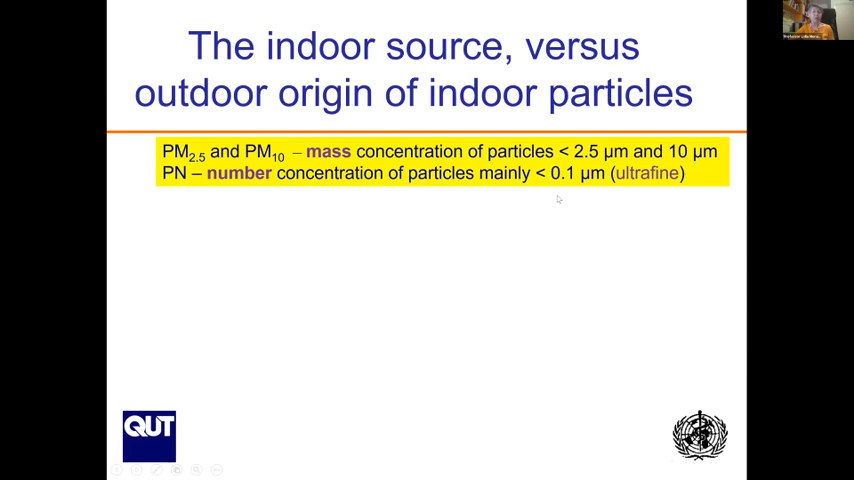 The indoor source, versus
outdoor origin of indoor particles
PM2.5 and PM10 – mass concentration of particles < 2.5 µm and 10 µm
PN – number concentration of particles mainly < 0.1 µm (ultrafine)
QUT